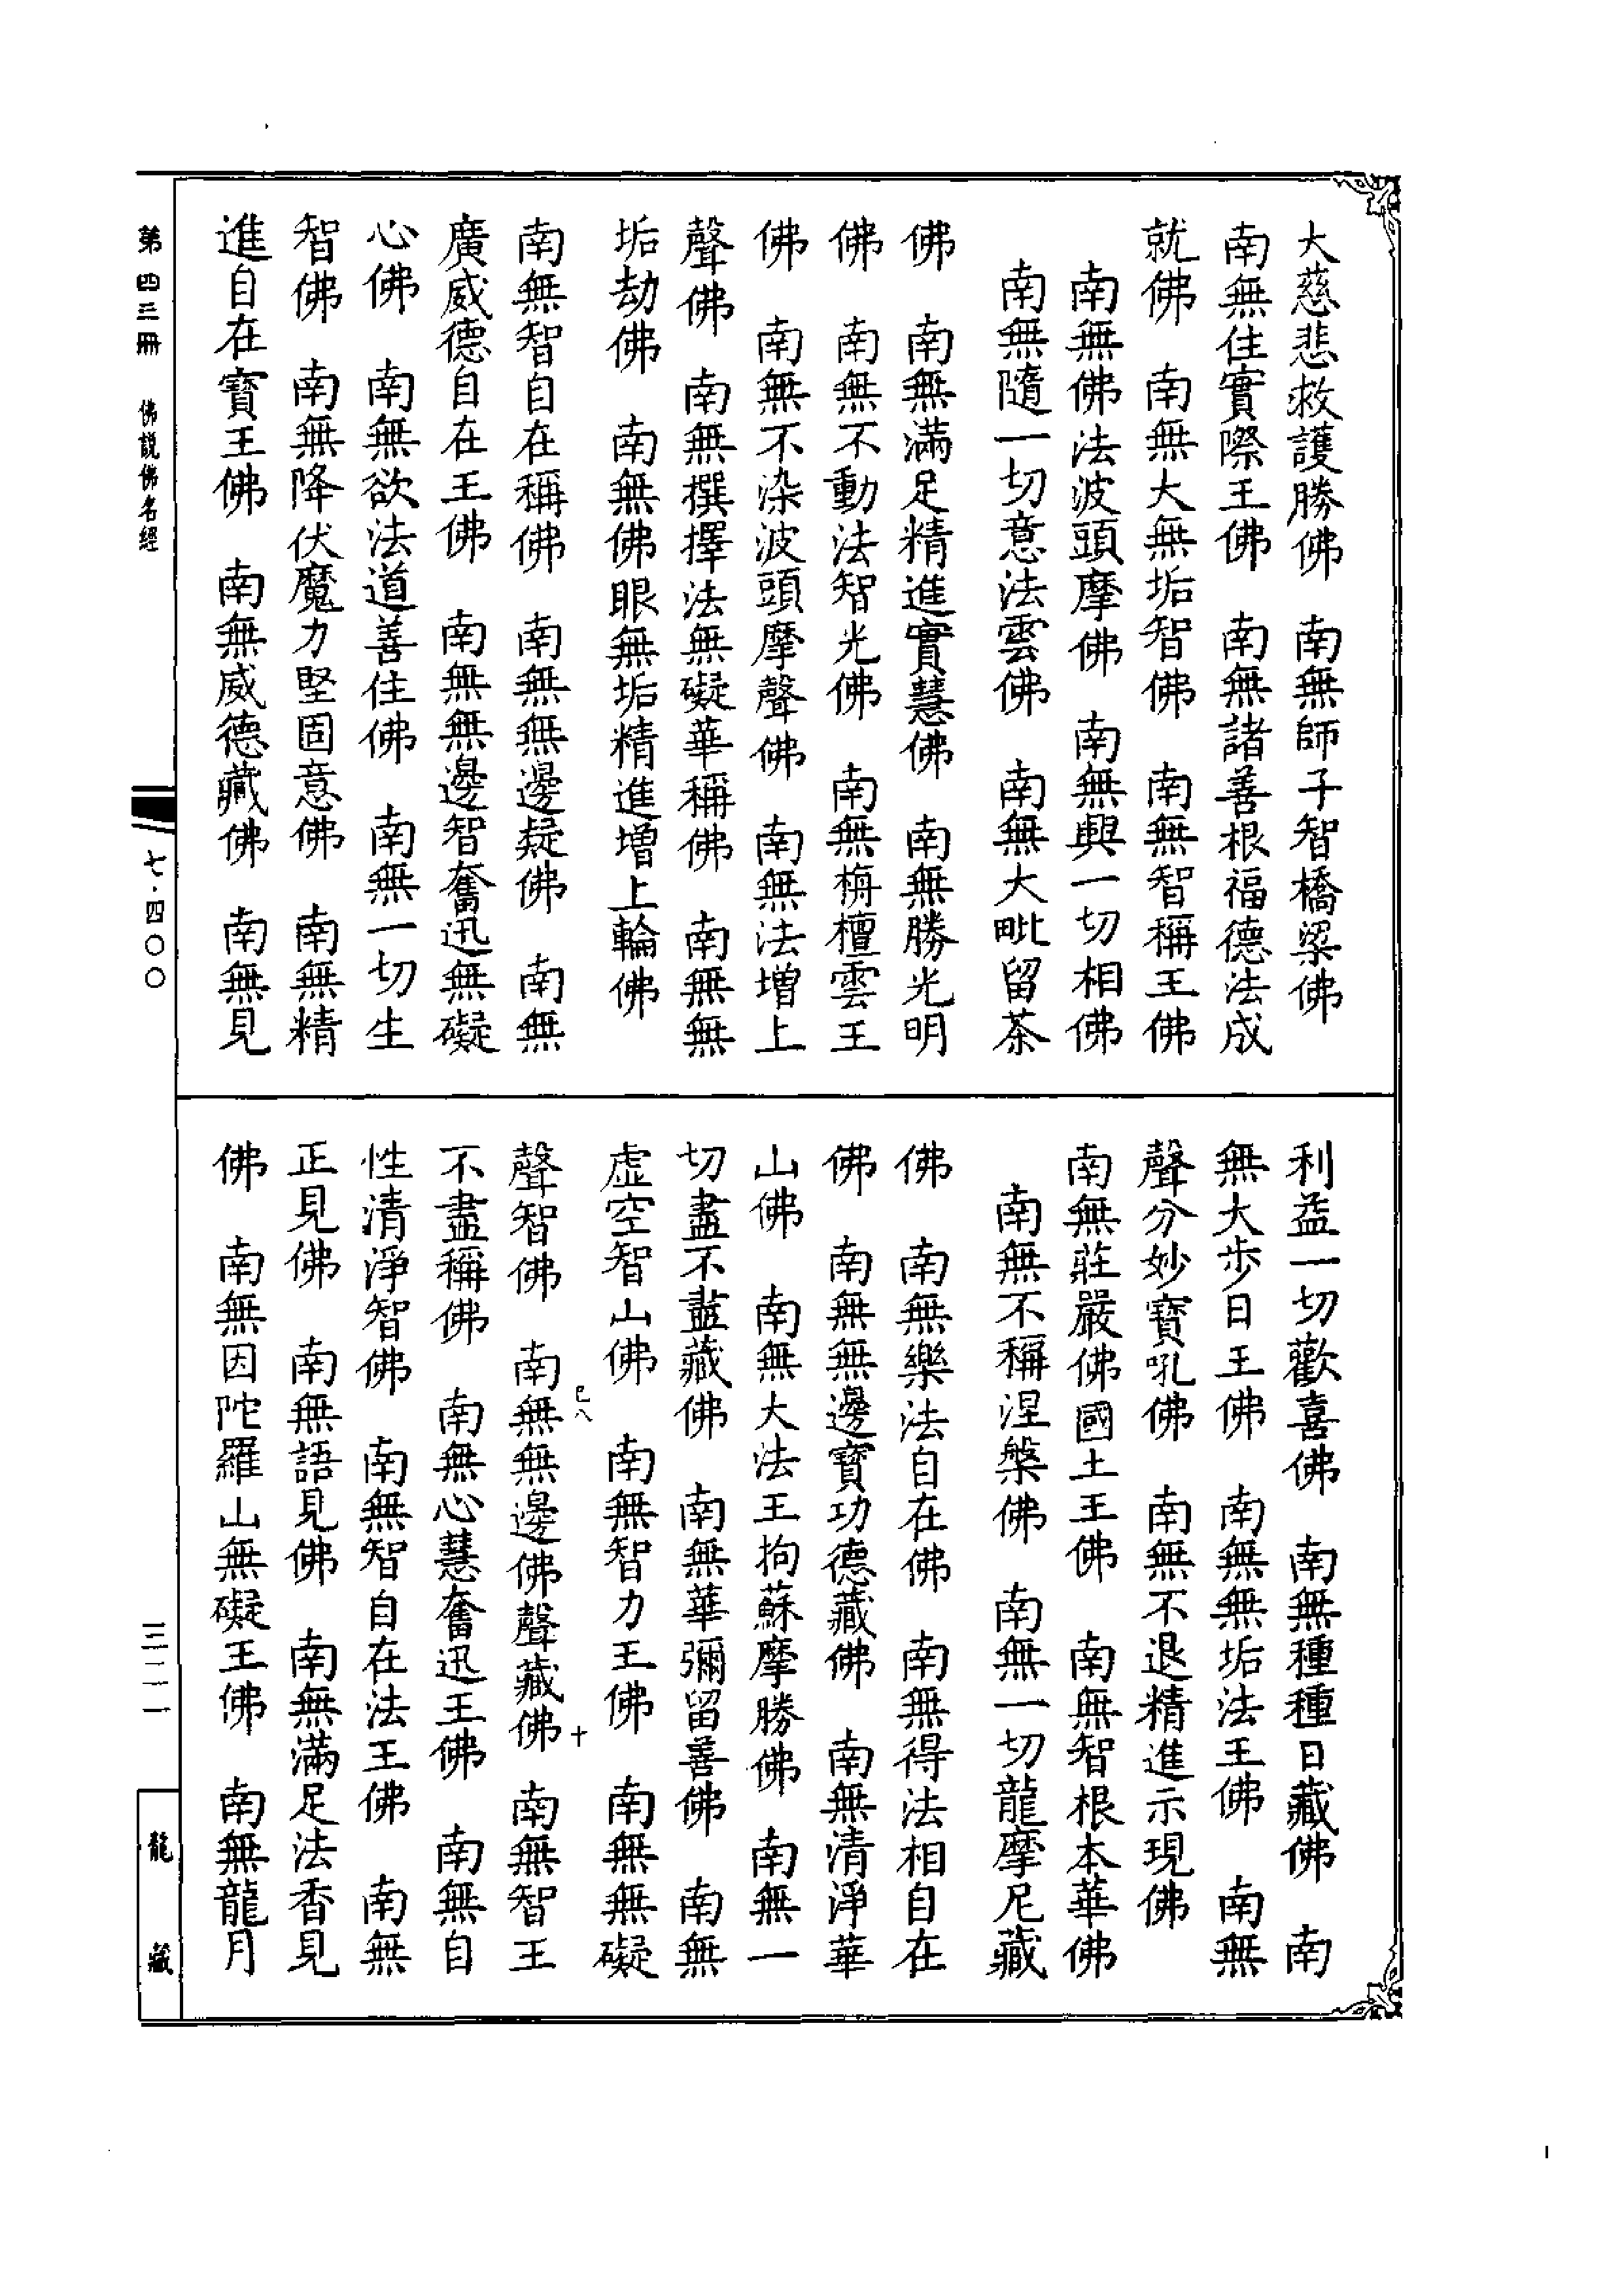 大慈悲救護勝佛　南無師子智橋梁佛
南無住實際王佛　南無諸善根福德法成
就佛　南無大無垢智佛　南無智稱王佛
南無佛法波頭摩佛　南無與一切相佛
南無隨一切意法雲佛　南無大毗留茶
佛　南無滿足精進實慧佛　南無勝光明
佛　南無不動法智光佛　南無栴檀雲王
佛　南無不染波頭摩聲佛　南無法增上
聲佛　南無撰擇法無礙華稱佛　南無無
垢劫佛　南無佛眼無垢精進增上輪佛
南無智自在稱佛　南無無邊疑佛　南無
廣威德自在王佛　南無無邊智奮迅無礙
心佛　南無欲法道善住佛　南無一切生
智佛　南無降伏魔力堅固意佛　南無精
進自在寶王佛　南無威德藏佛　南無見
利益一切歡喜佛　南無種種日藏佛　南
無大步日王佛　南無無垢法王佛　南無
聲分妙寶吼佛　南無不退精進示現佛
南無莊嚴佛國土王佛　南無智根本華佛
南無不稱涅槃佛　南無一切龍摩尼藏
佛　南無樂法自在佛　南無得法相自在
佛　南無無邊寶功德藏佛　南無清淨華
山佛　南無大法王拘蘇摩勝佛　南無一
切盡不盡藏佛　南無華彌留善佛　南無
虛空智山佛　南無智力王佛　南無無礙
巳八　十
聲智佛　南無無邊佛聲藏佛　南無智王
不盡稱佛　南無心慧奮迅王佛　南無自
性清淨智佛　南無智自在法王佛　南無
正見佛　南無語見佛　南無滿足法香見
佛　南無因陀羅山無礙王佛　南無龍月
第四三冊　佛說佛名經
七·四〇〇
三二一
龍藏